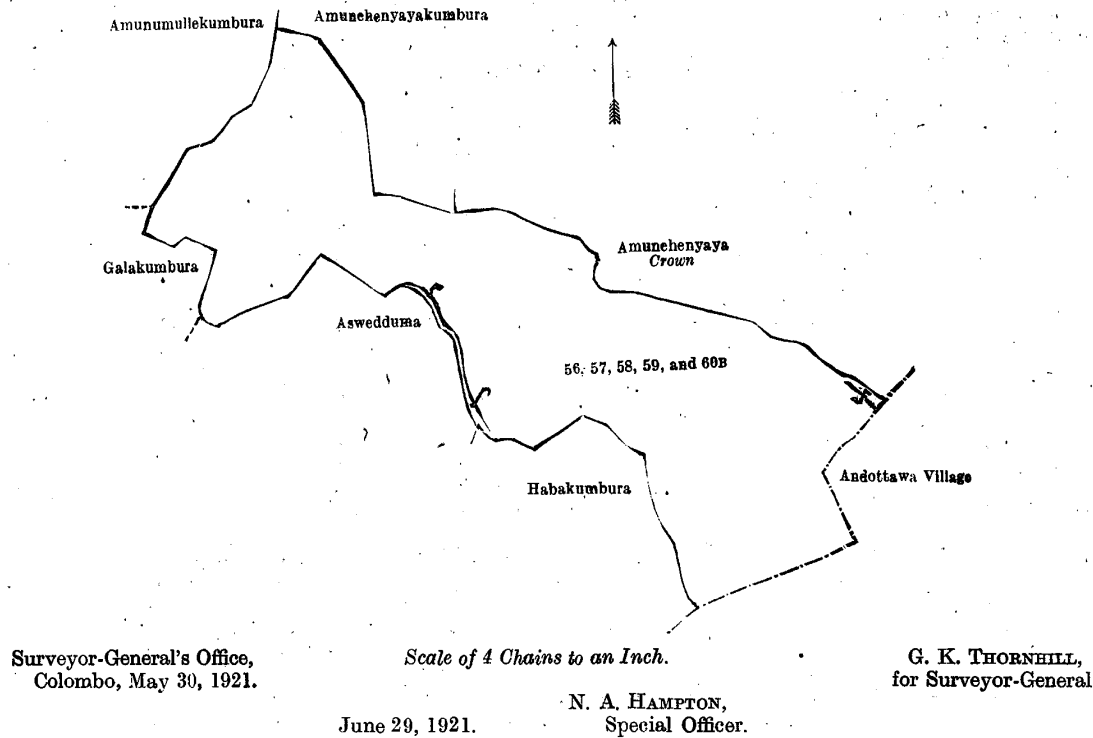 Amunumullekumbura
Amunehenyayakumbura
Amunehenyaya
Crown
Galakumbura
Aswedduma
56, 57, 58, 59, and 60B
Andottawa Village
Habakumbura
Surveyor-General's Office,
Colombo, May 30, 1921.
Scale of 4 Chains to an Inch.
G. K. THORNHILL,
for Surveyor-General
N. A. HAMPTON,
June 29, 1921. Special Officer.